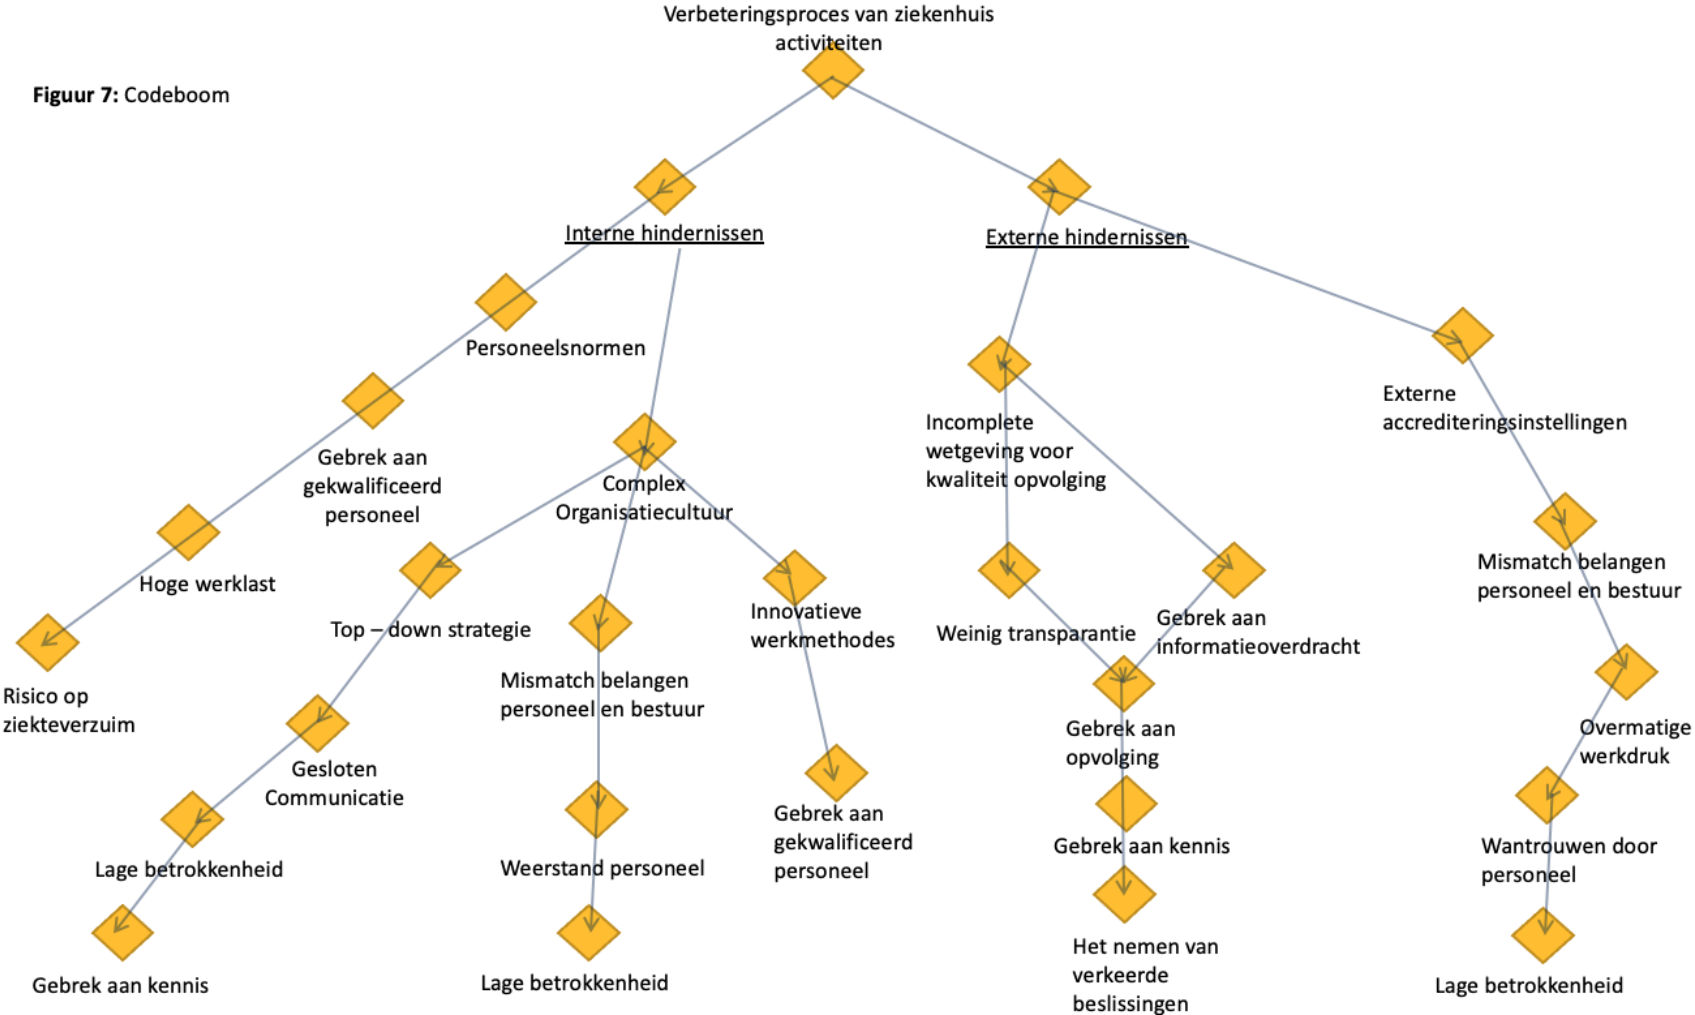 Verbeteringsproces van ziekenhuis
activiteiten
Figuur 7: Codeboom
Interne hindernissen
Externe hindernissen
Personeelsnormen
Externe
accrediteringsinstellingen
Incomplete
wetgeving voor
kwaliteit opvolging
Gebrek aan
gekwalificeerd
personeel
Complex
Organisatiecultuur
Mismatch belangen
personeel en bestuur
Hoge werklast
Top – down strategie
Innovatieve
werkmethodes
Weinig transparantie
Gebrek aan
informatieoverdracht
Mismatch belangen
personeel en bestuur
Risico op
ziekteverzuim
Gebrek aan
opvolging
Overmatige
werkdruk
Gesloten
Communicatie
Gebrek aan
gekwalificeerd
personeel
Gebrek aan kennis
Wantrouwen door
personeel
Lage betrokkenheid
Weerstand personeel
Het nemen van
verkeerde
beslissingen
Gebrek aan kennis
Lage betrokkenheid
Lage betrokkenheid